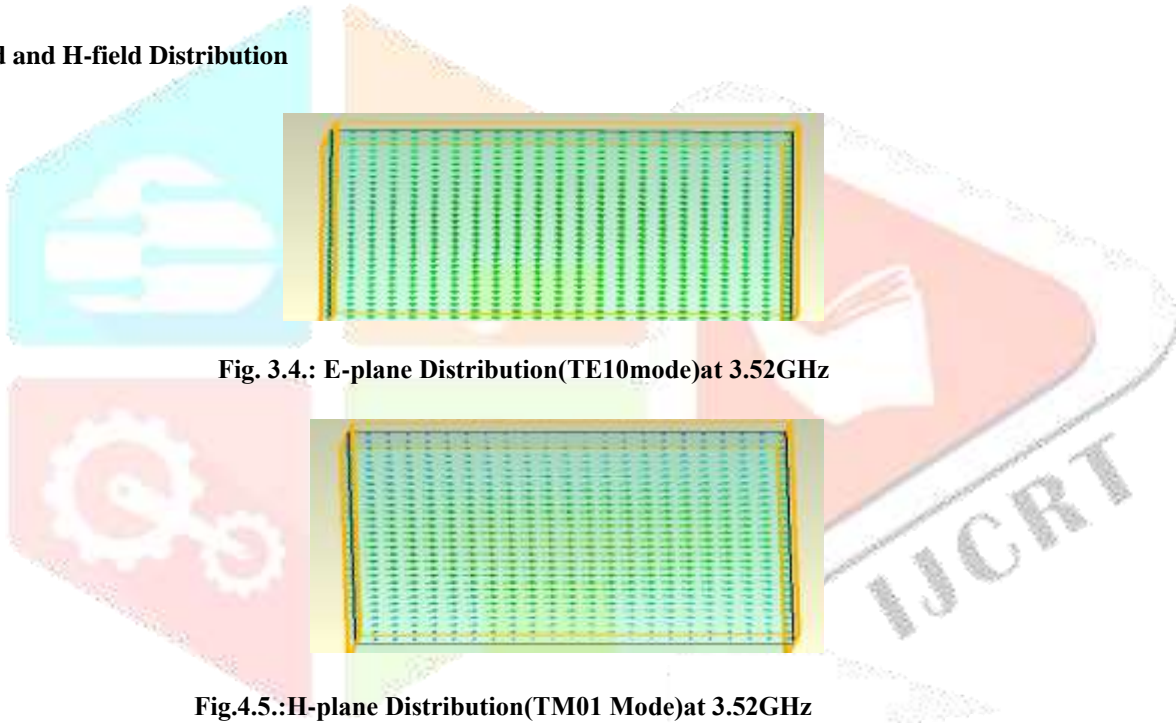 and H-field Distribution
Fig. 3.4.: E-plane Distribution(TE10mode)at 3.52GHz
IJCRT
Fig.4.5.:H-plane Distribution(TM01 Mode)at 3.52GHz